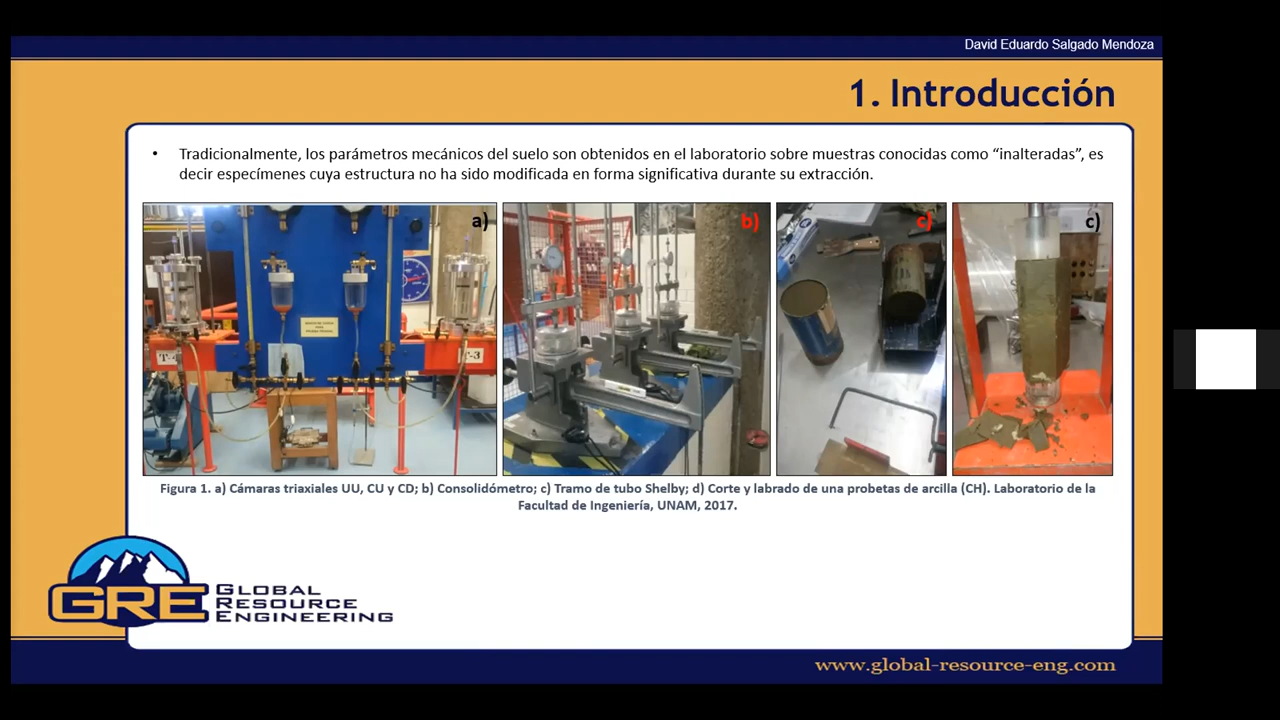 David Eduardo Salgado Mendoza
1. Introducción
• Tradicionalmente, los parámetros mecánicos del suelo son obtenidos en el laboratorio sobre muestras conocidas como “inalteradas”, es
decir especímenes cuya estructura no ha sido modificada en forma significativa durante su extracción.
a)
b)
c)
c)
T-3
Figura 1. a) Cámaras triaxiales UU, CU y CD; b) Consolidómetro; c) Tramo de tubo Shelby; d) Corte y labrado de una probetas de arcilla (CH). Laboratorio de la
Facultad de Ingeniería, UNAM, 2017.
GRE
GLOBAL
RESOURCE
ENGINEERING
www.global-resource-eng.com